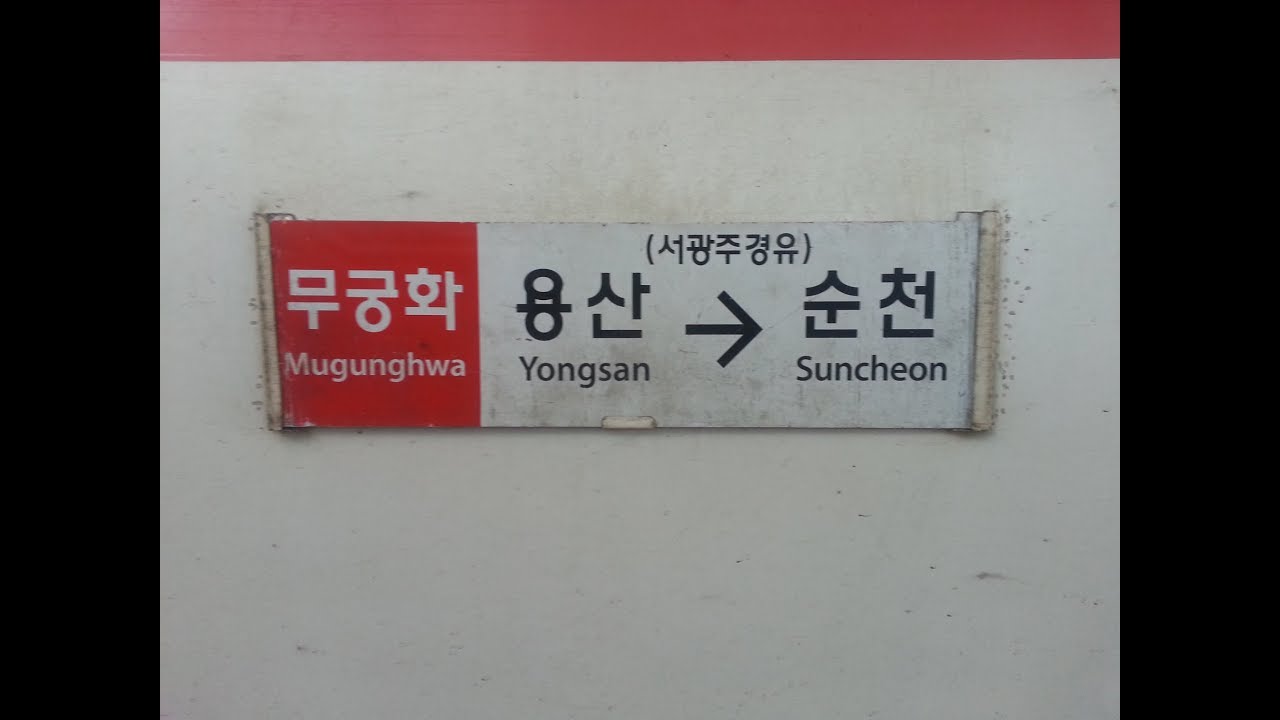 무궁화
Mugunghwa
(서광주경유)
용산 → 순천
Yongsan Suncheon